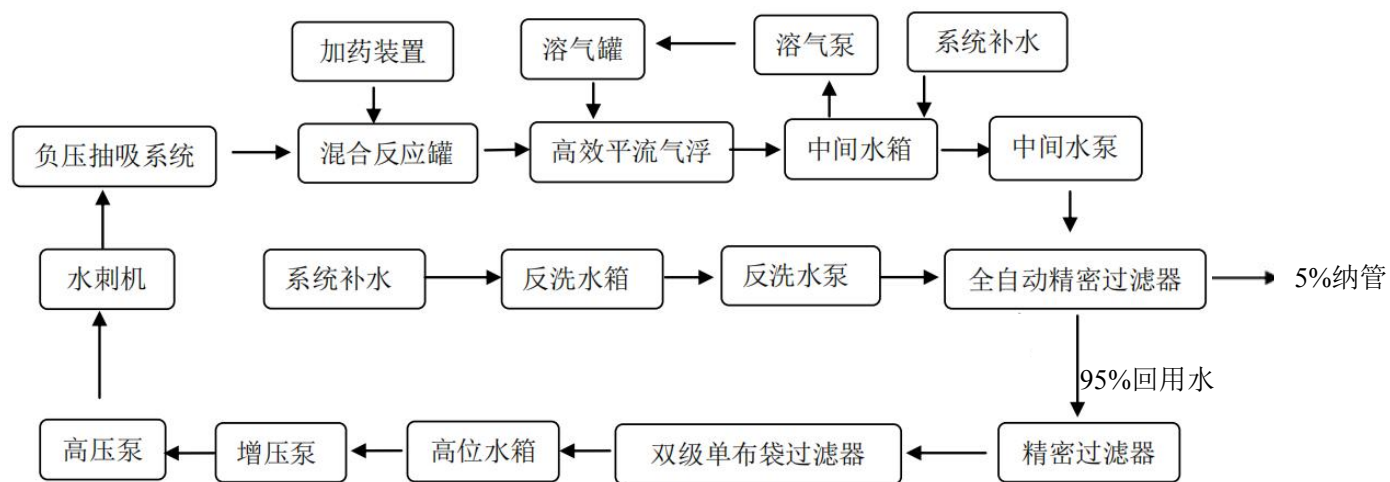 加药装置
溶气罐
溶气泵
系统补水
负压抽吸系统
混合反应罐
高效平流气浮
中间水箱
中间水泵
水刺机
系统补水
反洗水箱
反洗水泵
全自动精密过滤器
5%纳管
95%回用水
高压泵
增压泵
高位水箱
双级单布袋过滤器
精密过滤器